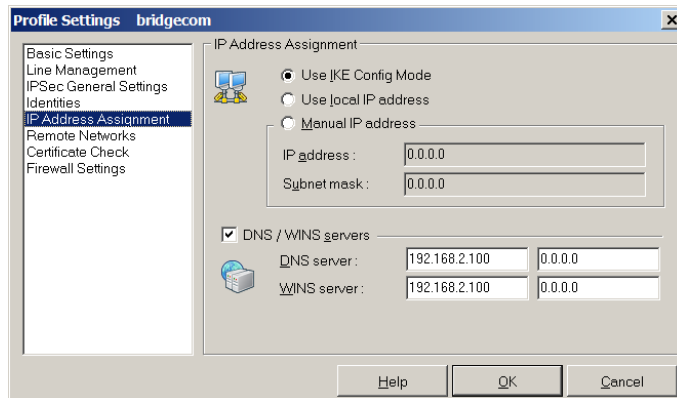 Profile Settings bridgecom
Basic Settings
Line Management
IPSec General Settings
Identities
IP Address Assignment
Remote Networks
Certificate Check
Firewall Settings
IP Address Assignment
Use IKE Config Mode
Use local IP address
Manual IP address
IP address : 0.0.0.0
Subnet mask : 0.0.0.0
DNS / WINS servers
DNS server : 192.168.2.100 0.0.0.0
WINS server : 192.168.2.100 0.0.0.0
Help OK Cancel